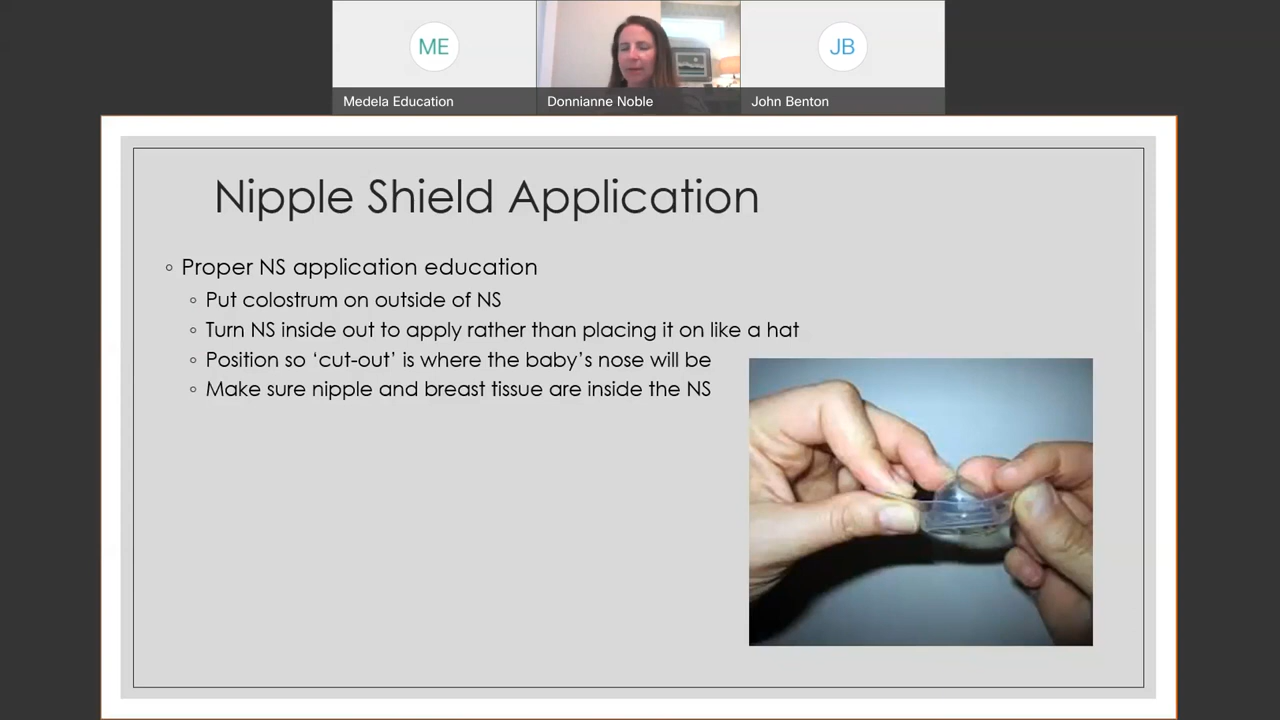 ME
JB
Medela Education
Donnianne Noble
John Benton
Nipple Shield Application
◦ Proper NS application education
◦ Put colostrum on outside of NS
◦ Turn NS inside out to apply rather than placing it on like a hat
◦ Position so ‘cut-out’ is where the baby’s nose will be
◦ Make sure nipple and breast tissue are inside the NS